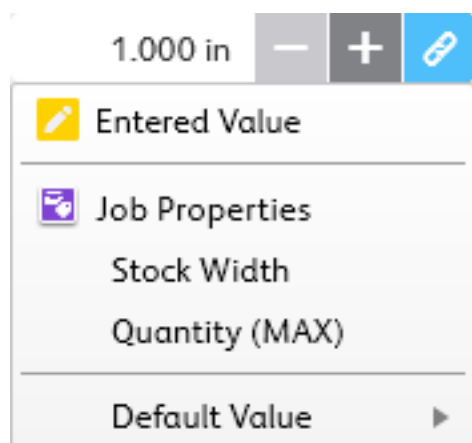 1.000 in
Entered Value
Job Properties
Stock Width
Quantity (MAX)
Default Value